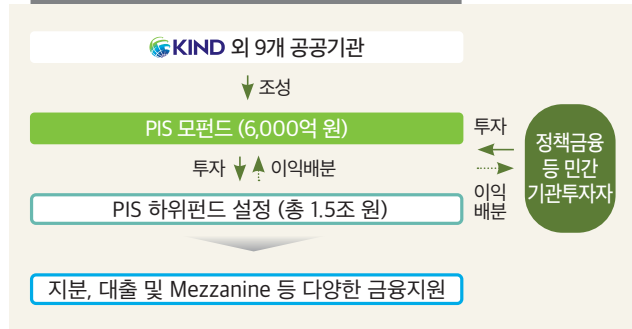 KIND 외 9개 공공기관
조성
PIS 모펀드 (6,000억 원)
투자 이익배분
PIS 하위펀드 설정 (총 1.5조 원)
지분, 대출 및 Mezzanine 등 다양한 금융지원
투자
이익
배분
정책금융
등 민간
기관투자자